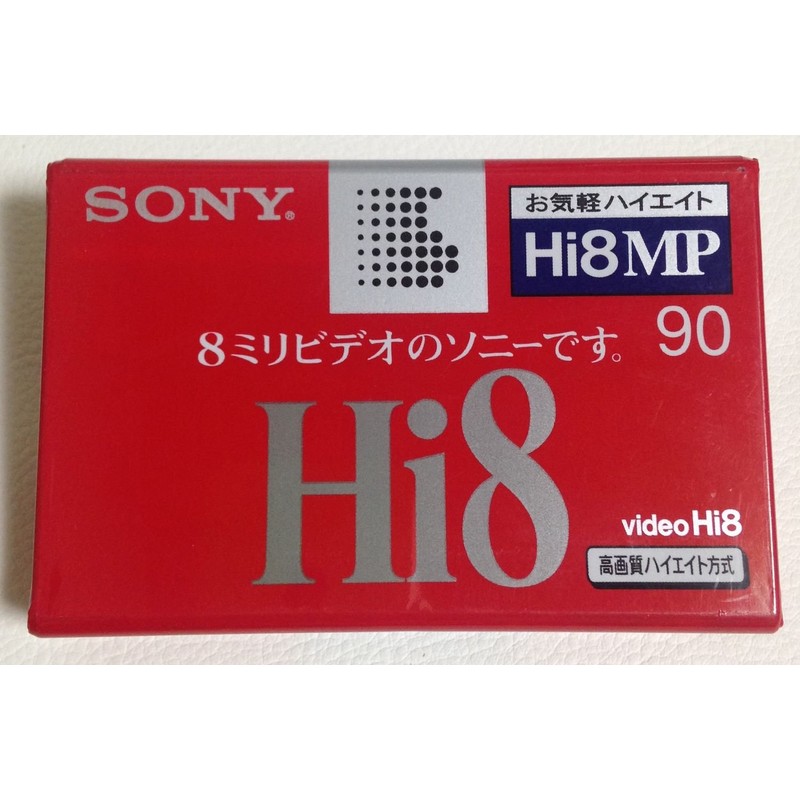 SONY®
お気軽ハイエイト
Hi8MP
90
8ミリビデオのソニーです。
Hi8
video Hi8
高画質ハイエイト方式